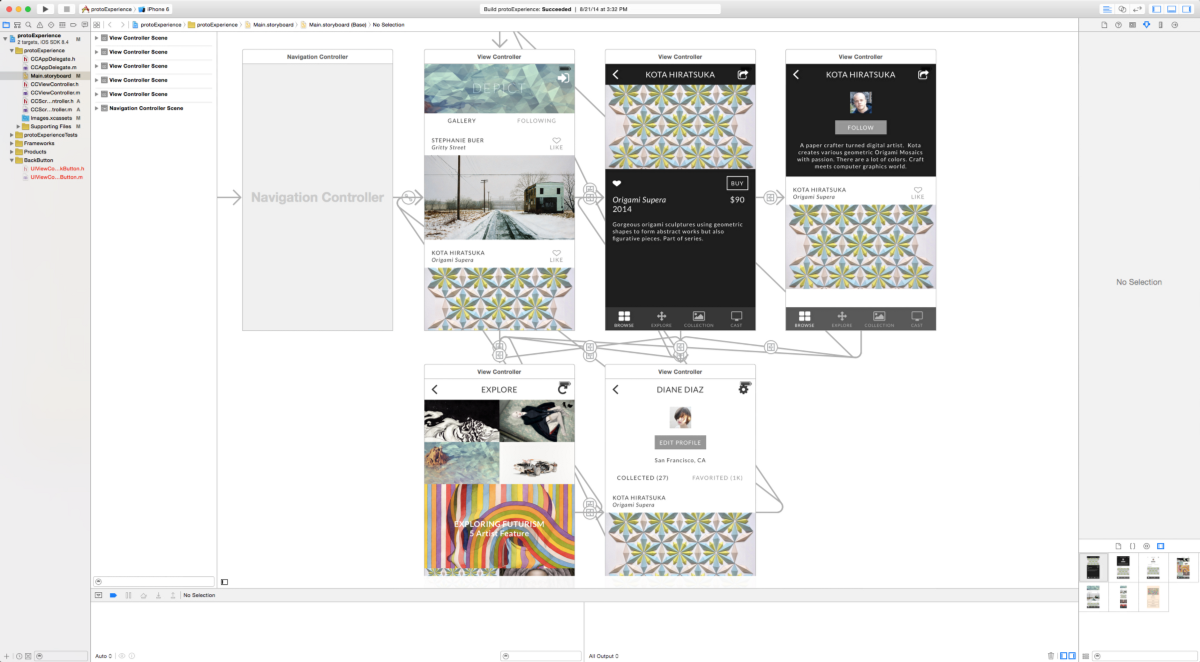 protoExperience
iPhone 6
Build protoExperience: Succeeded | 8/21/14 at 3:32 PM
protoExperience
protoExperience
Main.storyboard
Main.storyboard (Base)
No Selection
protoExperience
2 targets, iOS SDK 8.4
M
protoExperience
CCAppDelegate.h
CCAppDelegate.m
Main.storyboard
M
CCViewController.h
CCViewController.m
CCScr...ntroller.h
A
CCScr...troller.m
A
Images.xcassets
M
Supporting Files
M
protoExperienceTests
Frameworks
Products
BackButton
UIViewCo...kButton.h
UIViewCo...Button.m
View Controller Scene
View Controller Scene
View Controller Scene
View Controller Scene
View Controller Scene
Navigation Controller Scene
Navigation Controller
Navigation Controller
View Controller
GALLERY
FOLLOWING
STEPHANIE BUER
Gritty Street
LIKE
KOTA HIRATSUKA
Origami Supera
LIKE
View Controller
KOTA HIRATSUKA
BUY
Origami Supera
2014
$90
Gorgeous origami sculptures using geometric
shapes to form abstract works but also
figurative pieces. Part of series.
BROWSE
EXPLORE
COLLECTION
CAST
View Controller
KOTA HIRATSUKA
FOLLOW
A paper crafter turned digital artist. Kota
creates various geometric Origami Mosaics
with passion. There are a lot of colors. Craft
meets computer graphics world.
KOTA HIRATSUKA
Origami Supera
LIKE
BROWSE
EXPLORE
COLLECTION
CAST
View Controller
EXPLORE
EXPLORING FUTURISM
5 Artist Feature
View Controller
DIANE DIAZ
EDIT PROFILE
San Francisco, CA
COLLECTED (27)
FAVORITED (1K)
KOTA HIRATSUKA
Origami Supera
No Selection
No Selection
Auto
All Output